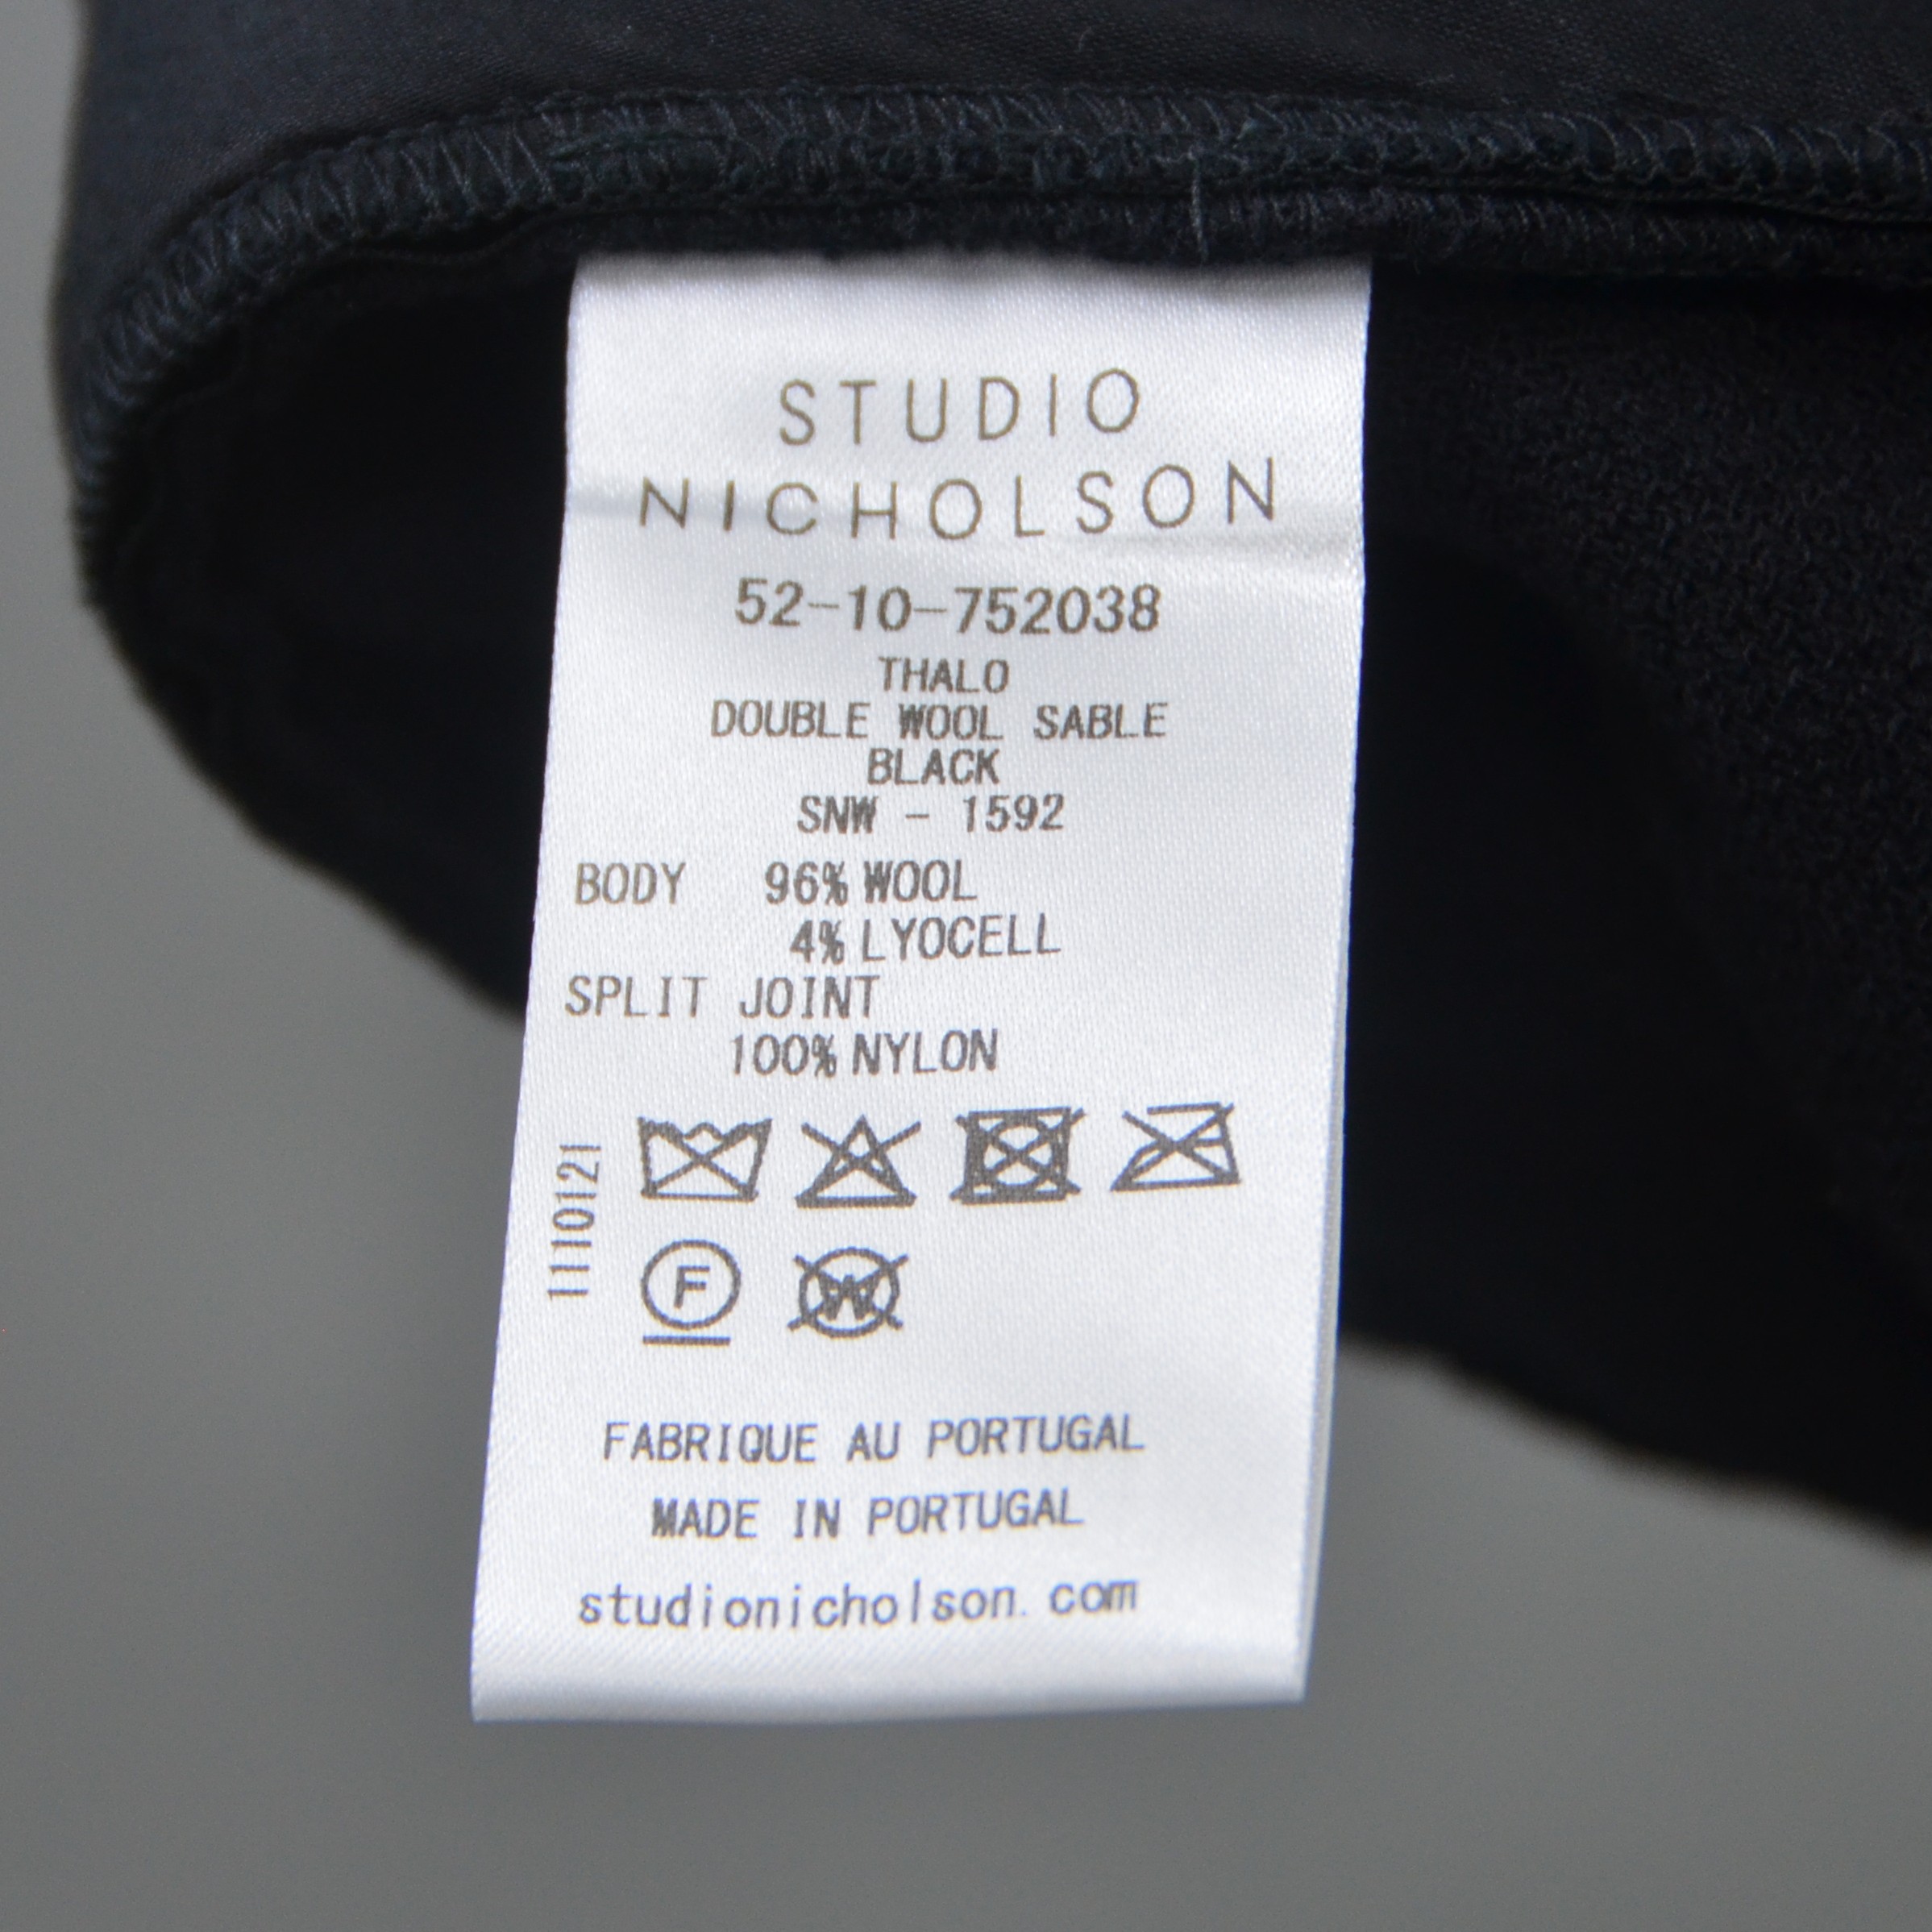 STUDIO
NICHOLSON
52-10-752038
THALO
DOUBLE WOOL SABLE
BLACK
SNW - 1592
BODY 96% WOOL
4% LYOCELL
SPLIT JOINT
100% NYLON
110121
F
W
FABRIQUE AU PORTUGAL
MADE IN PORTUGAL
studionicholson.com